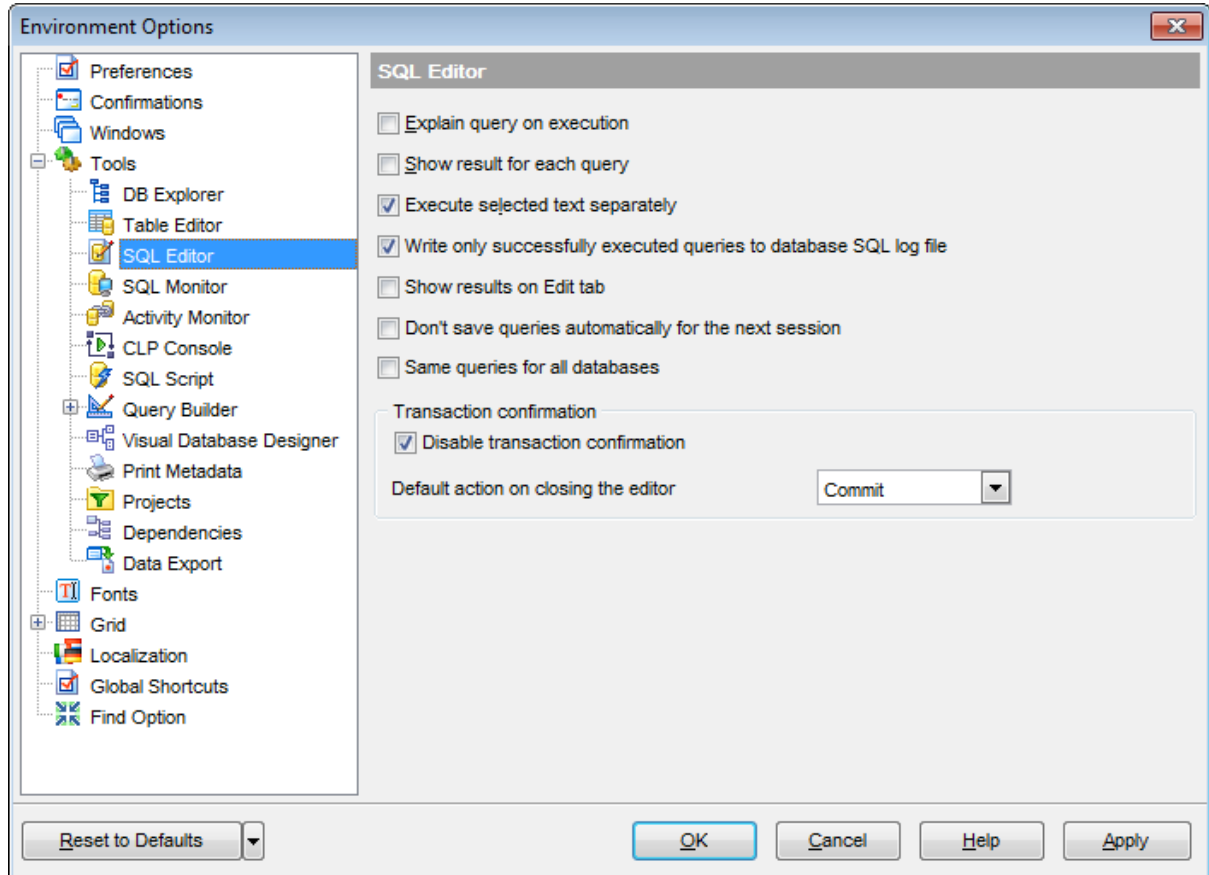 Environment Options
Preferences
Confirmations
Windows
Tools
DB Explorer
Table Editor
SQL Editor
SQL Monitor
Activity Monitor
CLP Console
SQL Script
Query Builder
Visual Database Designer
Print Metadata
Projects
Dependencies
Data Export
Fonts
Grid
Localization
Global Shortcuts
Find Option
SQL Editor
Explain query on execution
Show result for each query
Execute selected text separately
Write only successfully executed queries to database SQL log file
Show results on Edit tab
Don't save queries automatically for the next session
Same queries for all databases
Transaction confirmation
Disable transaction confirmation
Default action on closing the editor Commit
Reset to Defaults OK Cancel Help Apply